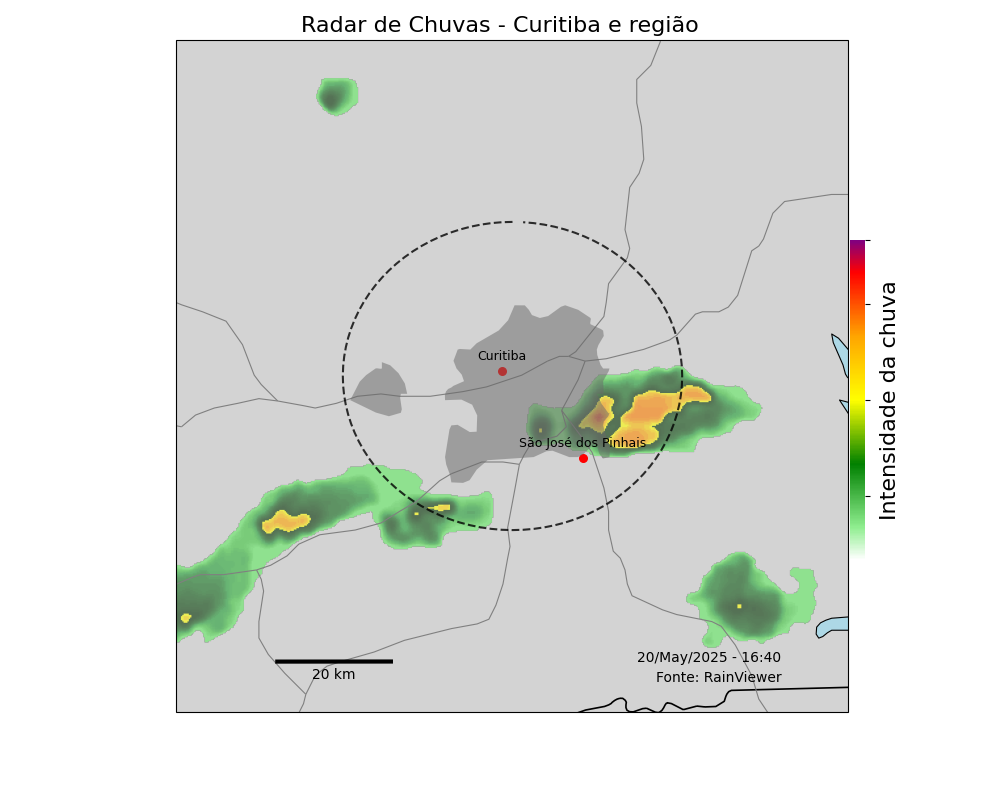 Radar de Chuvas - Curitiba e região
Curitiba
São José dos Pinhais
Intensidade da chuva
20/May/2025 - 16:40
20 km
Fonte: RainViewer